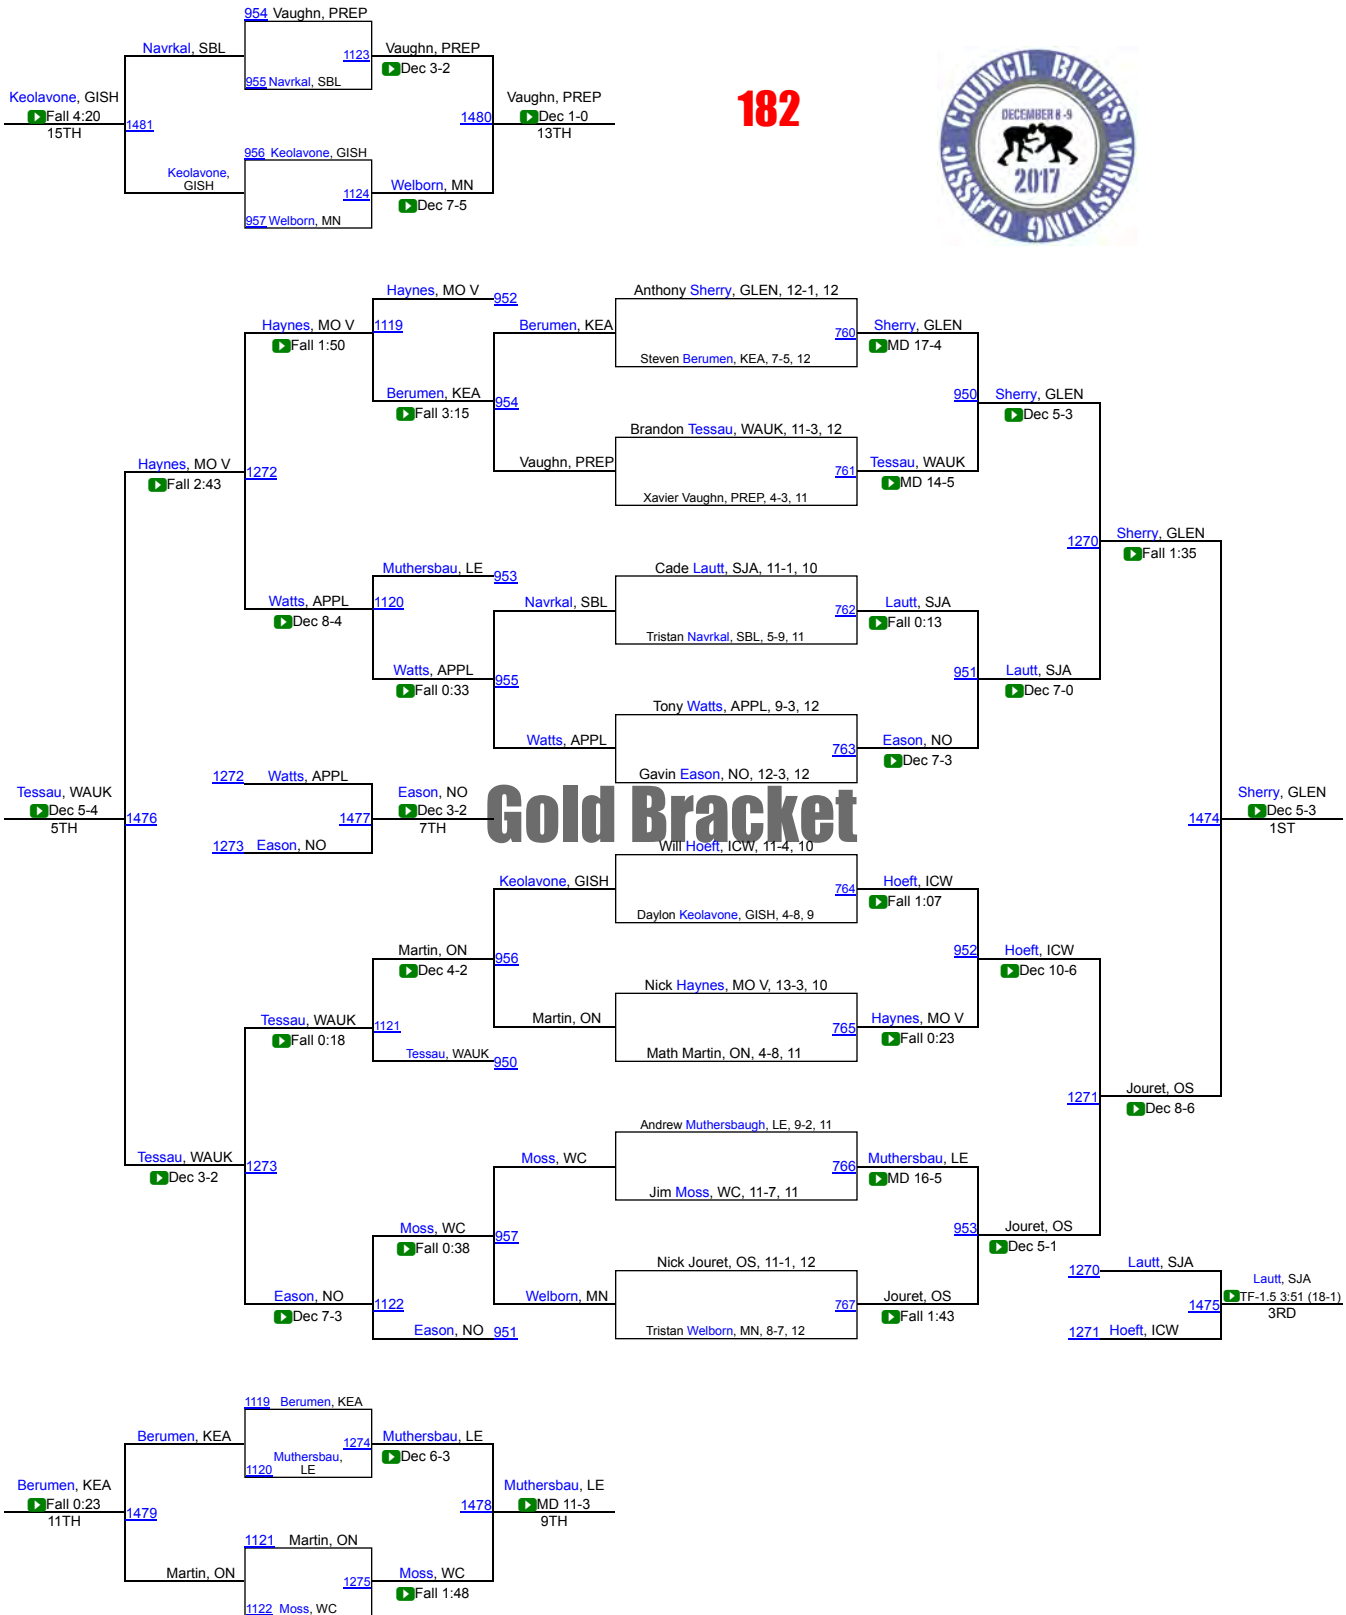 954 Vaughn, PREP
Navrkal, SBL
1123
Vaughn, PREP
Dec 3-2
955 Navrkal, SBL
Keolavone, GISH
Fall 4:20
15TH
1481
1480
Vaughn, PREP
Dec 1-0
13TH
956 Keolavone, GISH
Keolavone,
GISH
1124
Welborn, MN
Dec 7-5
957 Welborn, MN
182
COUNCIL BLUFFS WRESTLING CLASSIC
DECEMBER 8-9
2017
Haynes, MO V
952
Anthony Sherry, GLEN, 12-1, 12
Haynes, MO V
1119
Berumen, KEA
760
Sherry, GLEN
Fall 1:50
MD 17-4
Steven Berumen, KEA, 7-5, 12
Berumen, KEA
954
950
Sherry, GLEN
Fall 3:15
Dec 5-3
Brandon Tessau, WAUK, 11-3, 12
Haynes, MO V
1272
Vaughn, PREP
761
Tessau, WAUK
Fall 2:43
MD 14-5
Xavier Vaughn, PREP, 4-3, 11
1270
Sherry, GLEN
Fall 1:35
Muthersbau, LE
953
Cade Lautt, SJA, 11-1, 10
Watts, APPL
1120
Navrkal, SBL
762
Lautt, SJA
Dec 8-4
Fall 0:13
Tristan Navrkal, SBL, 5-9, 11
Watts, APPL
955
951
Lautt, SJA
Fall 0:33
Dec 7-0
Tony Watts, APPL, 9-3, 12
Watts, APPL
763
Eason, NO
Dec 7-3
Gavin Eason, NO, 12-3, 12
1272
Watts, APPL
Tessau, WAUK
Dec 5-4
5TH
1476
1477
Eason, NO
Dec 3-2
7TH
Gold Bracket
1474
Sherry, GLEN
Dec 5-3
1ST
1273 Eason, NO
Will Hoeft, ICW, 11-4, 10
Keolavone, GISH
764
Hoeft, ICW
Fall 1:07
Daylon Keolavone, GISH, 4-8, 9
Martin, ON
956
952
Hoeft, ICW
Dec 4-2
Dec 10-6
Nick Haynes, MO V, 13-3, 10
Tessau, WAUK
1121
Martin, ON
765
Haynes, MO V
Fall 0:18
Fall 0:23
Tessau, WAUK
950
Math Martin, ON, 4-8, 11
1271
Jouret, OS
Dec 8-6
Andrew Muthersbaugh, LE, 9-2, 11
Tessau, WAUK
1273
Moss, WC
766
Muthersbau, LE
Dec 3-2
MD 16-5
Jim Moss, WC, 11-7, 11
Moss, WC
957
953
Jouret, OS
Fall 0:38
Dec 5-1
Nick Jouret, OS, 11-1, 12
1270
Lautt, SJA
Eason, NO
1122
Welborn, MN
767
Jouret, OS
1475
Lautt, SJA
TF-1.5 3:51 (18-1)
3RD
Dec 7-3
Fall 1:43
Eason, NO
951
Tristan Welborn, MN, 8-7, 12
1271
Hoeft, ICW
1119 Berumen, KEA
Berumen, KEA
1274
Muthersbau, LE
Dec 6-3
Muthersbau,
1120 LE
Berumen, KEA
Fall 0:23
11TH
1479
1478
Muthersbau, LE
MD 11-3
9TH
1121 Martin, ON
Martin, ON
1275
Moss, WC
Fall 1:48
1122 Moss, WC